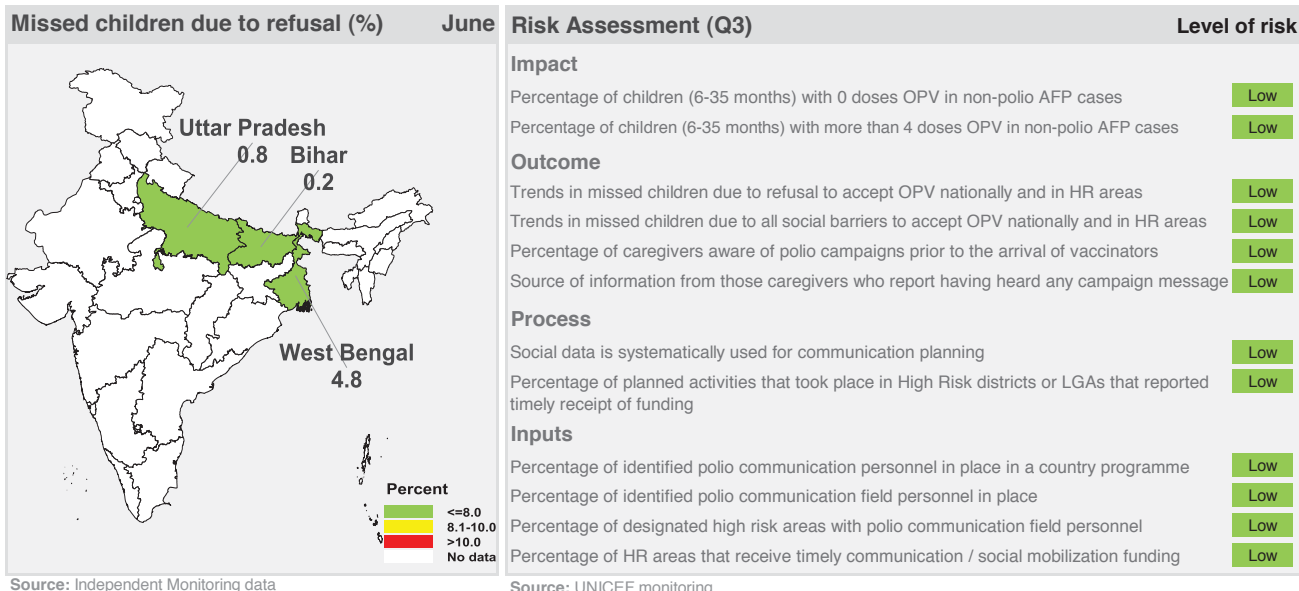 Missed children due to refusal (%) June
Uttar Pradesh
0.8
Bihar
0.2
West Bengal
4.8
Percent
<=8.0
8.1-10.0
>10.0
No data
Source: Independent Monitoring data
Risk Assessment (Q3) Level of risk
Impact
Percentage of children (6-35 months) with 0 doses OPV in non-polio AFP cases Low
Percentage of children (6-35 months) with more than 4 doses OPV in non-polio AFP cases Low
Outcome
Trends in missed children due to refusal to accept OPV nationally and in HR areas Low
Trends in missed children due to all social barriers to accept OPV nationally and in HR areas Low
Percentage of caregivers aware of polio campaigns prior to the arrival of vaccinators Low
Source of information from those caregivers who report having heard any campaign message Low
Process
Social data is systematically used for communication planning Low
Percentage of planned activities that took place in High Risk districts or LGAs that reported Low
timely receipt of funding
Inputs
Percentage of identified polio communication personnel in place in a country programme Low
Percentage of identified polio communication field personnel in place Low
Percentage of designated high risk areas with polio communication field personnel Low
Percentage of HR areas that receive timely communication / social mobilization funding Low
Source: UNICEF monitoring